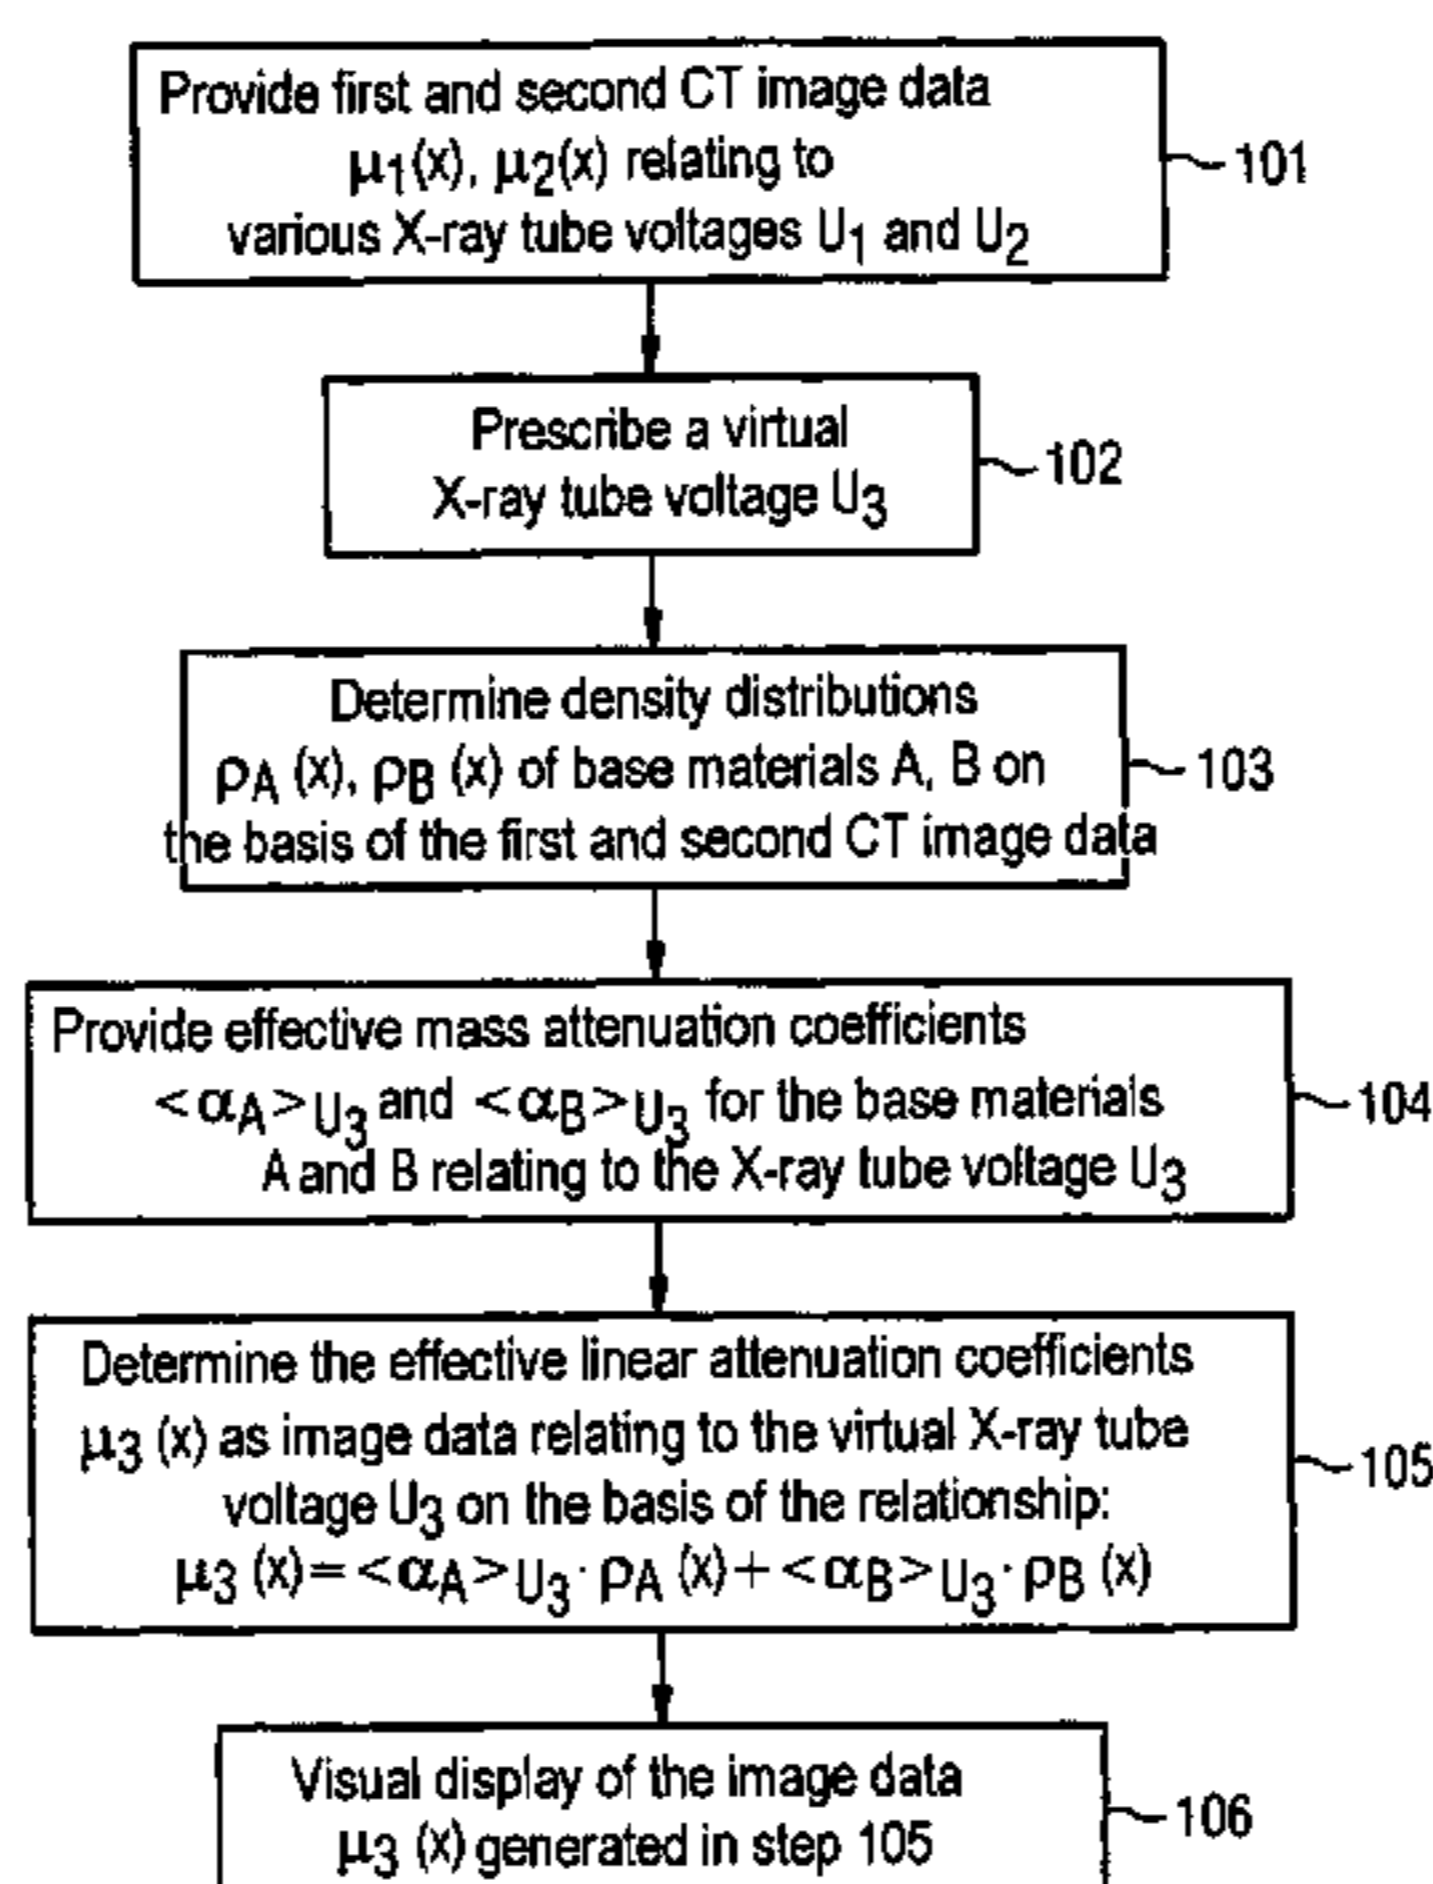 Provide first and second CT image data
μ1(x), μ2(x) relating to
various X-ray tube voltages U1 and U2
101
Prescribe a virtual
X-ray tube voltage U3
102
Determine density distributions
ρA (x), ρB (x) of base materials A, B on
the basis of the first and second CT image data
103
Provide effective mass attenuation coefficients
<αA>U3 and <αB>U3 for the base materials
A and B relating to the X-ray tube voltage U3
104
Determine the effective linear attenuation coefficients
μ3 (x) as image data relating to the virtual X-ray tube
voltage U3 on the basis of the relationship:
μ3 (x) = <αA>U3 · ρA (x) + <αB>U3 · ρB (x)
105
Visual display of the image data
μ3 (x) generated in step 105
106